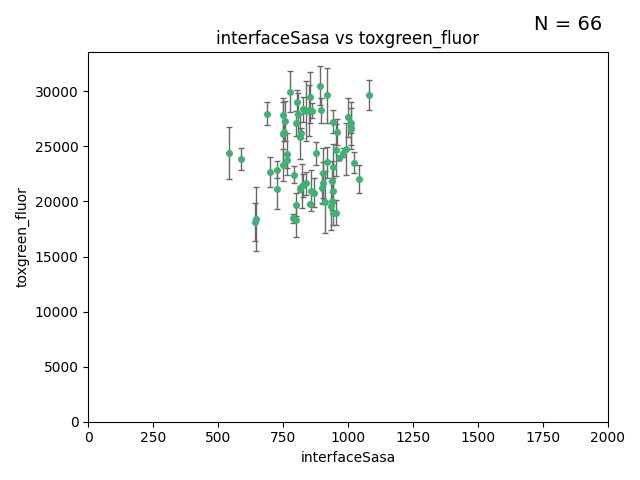 N = 66
interfaceSasa vs toxgreen_fluor
toxgreen_fluor
30000
25000
20000
15000
10000
5000
0
0 250 500 750 1000 1250 1500 1750 2000
interfaceSasa